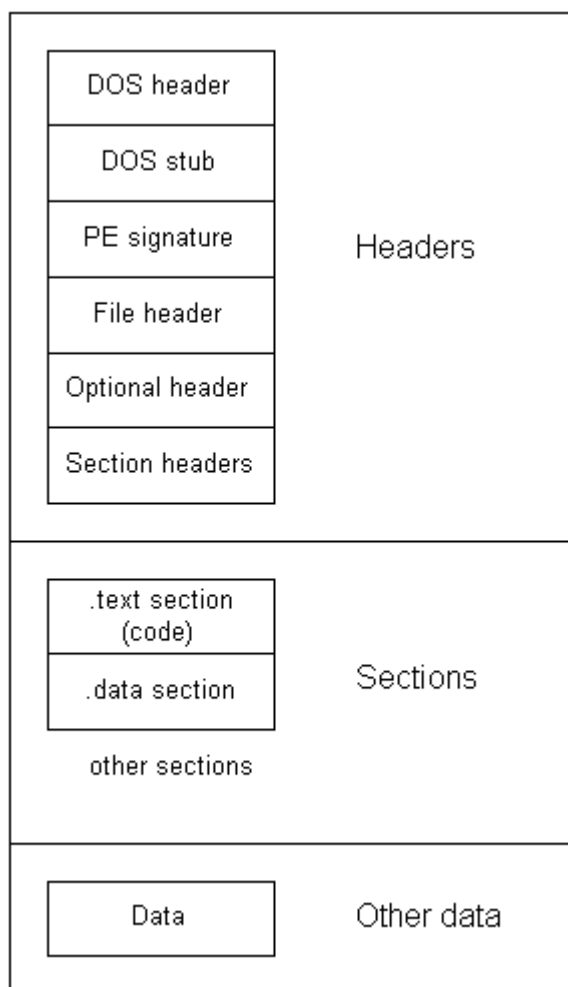 DOS header
DOS stub
PE signature
Headers
File header
Optional header
Section headers
.text section
(code)
.data section
Sections
other sections
Data
Other data